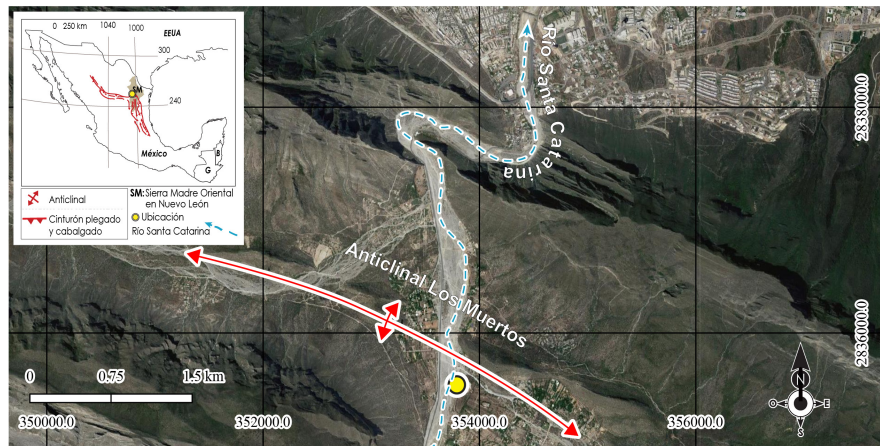 0 250 km
1040
1000
EEUA
300
SM
240
México
B
G
Anticlinal
SM: Sierra Madre Oriental
en Nuevo León
Cinturón plegado
y cabalgado
Ubicación
Río Santa Catarina
Río Santa Catarina
Anticlinal Los Muertos
2838000.0
2836000.0
0 0.75 1.5 km
350000.0
352000.0
354000.0
356000.0
N
O
E
S